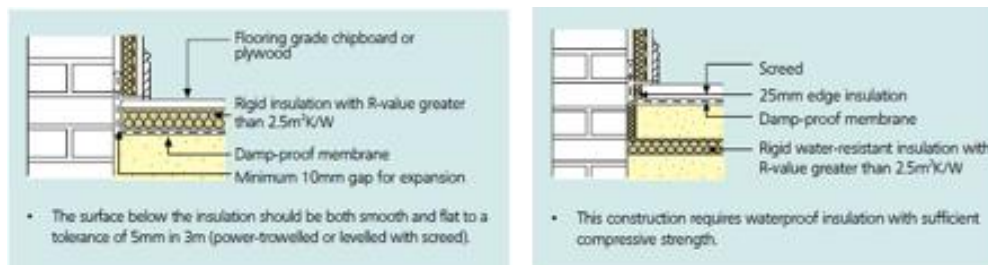 Flooring grade chipboard or
plywood
Rigid insulation with R-value greater
than 2.5m²K/W
Damp-proof membrane
Minimum 10mm gap for expansion
• The surface below the insulation should be both smooth and flat to a
tolerance of 5mm in 3m (power-trowelled or levelled with screed).
Screed
25mm edge insulation
Damp-proof membrane
Rigid water-resistant insulation with
R-value greater than 2.5m²K/W
• This construction requires waterproof insulation with sufficient
compressive strength.